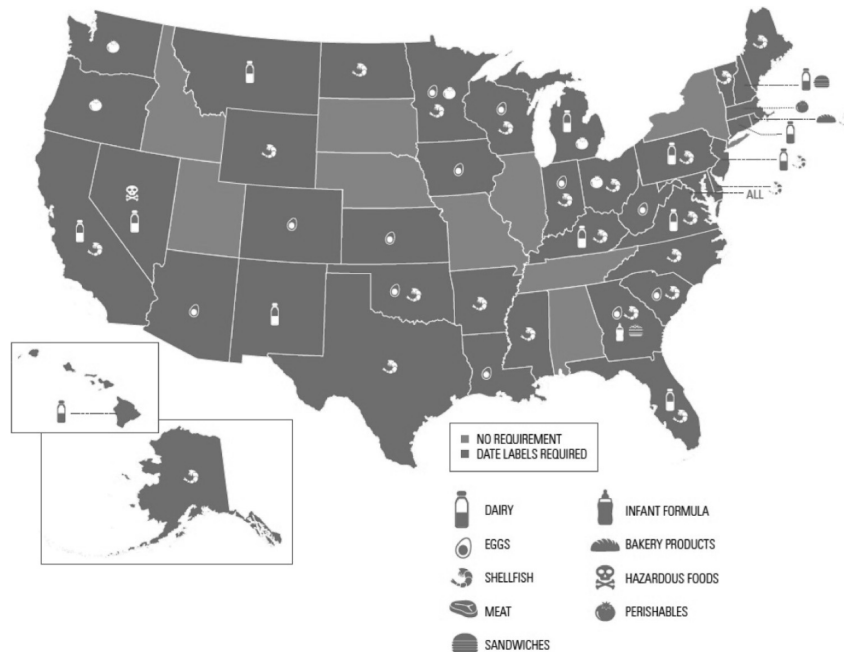 ALL
NO REQUIREMENT
DATE LABELS REQUIRED
DAIRY
INFANT FORMULA
EGGS
BAKERY PRODUCTS
SHELLFISH
HAZARDOUS FOODS
MEAT
PERISHABLES
SANDWICHES